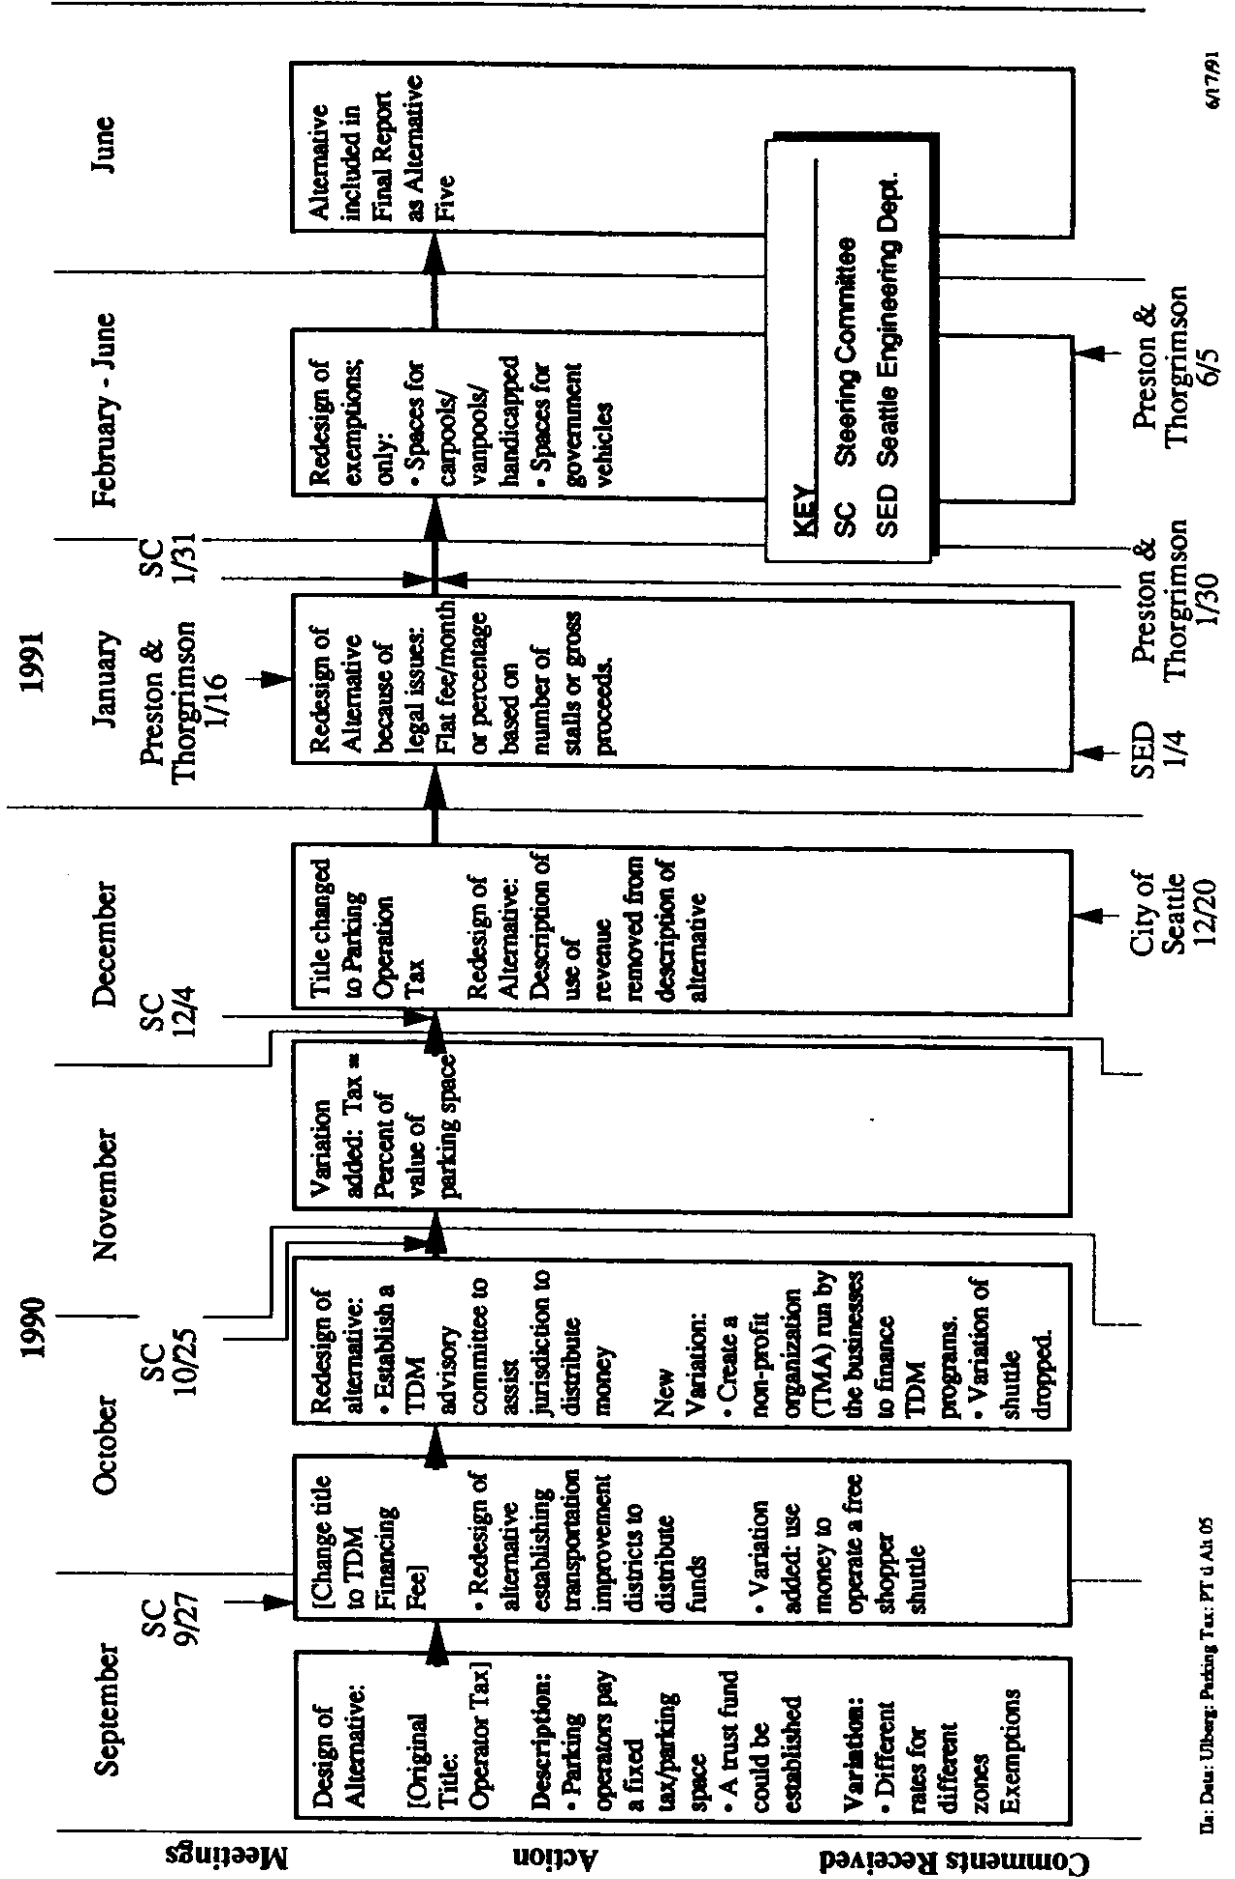 1990
1991
September
October
November
December
January
February - June
June
Meetings
SC
9/27
SC
10/25
SC
12/4
Preston &
Thorgrimson
1/16
SC
1/31
Action
Design of
Alternative:
[Original
Title:
Operator Tax]
Description:
• Parking
operators pay
a fixed
tax/parking
space
• A trust fund
could be
established
Variation:
• Different
rates for
different
zones
Exemptions
[Change title
to TDM
Financing
Fee]
• Redesign of
alternative
establishing
transportation
improvement
districts to
distribute
funds
• Variation
added: use
money to
operate a free
shopper
shuttle
Redesign of
alternative:
• Establish a
TDM
advisory
committee to
assist
jurisdiction to
distribute
money
New
Variation:
• Create a
non-profit
organization
(TMA) run by
the businesses
to finance
TDM
programs.
• Variation of
shuttle
dropped.
Variation
added: Tax =
Percent of
value of
parking space
Title changed
to Parking
Operation
Tax
Redesign of
Alternative:
Description of
use of
revenue
removed from
description of
alternative
Redesign of
Alternative
because of
legal issues:
Flat fee/month
or percentage
based on
number of
stalls or gross
proceeds.
Redesign of
exemptions;
only:
• Spaces for
carpools/
vanpools/
handicapped
• Spaces for
government
vehicles
Alternative
included in
Final Report
as Alternative
Five
KEY
SC Steering Committee
SED Seattle Engineering Dept.
Comments Received
City of
Seattle
12/20
SED
1/4
Preston &
Thorgrimson
1/30
Preston &
Thorgrimson
6/5
Data: Ulberg: Parking Tax: PT d Alt 05
6/17/91